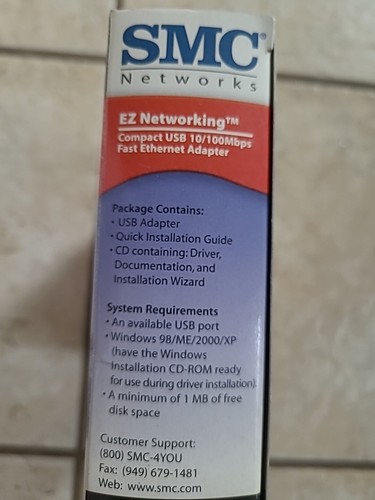 SMC®
Networks
EZ Networking™
Compact USB 10/100Mbps
Fast Ethernet Adapter
Package Contains:
• USB Adapter
• Quick Installation Guide
• CD containing: Driver,
Documentation, and
Installation Wizard
System Requirements
• An available USB port
• Windows 98/ME/2000/XP
(have the Windows
Installation CD-ROM ready
for use during driver installation)
• A minimum of 1 MB of free
disk space
Customer Support:
(800) SMC-4YOU
Fax: (949) 679-1481
Web: www.smc.com